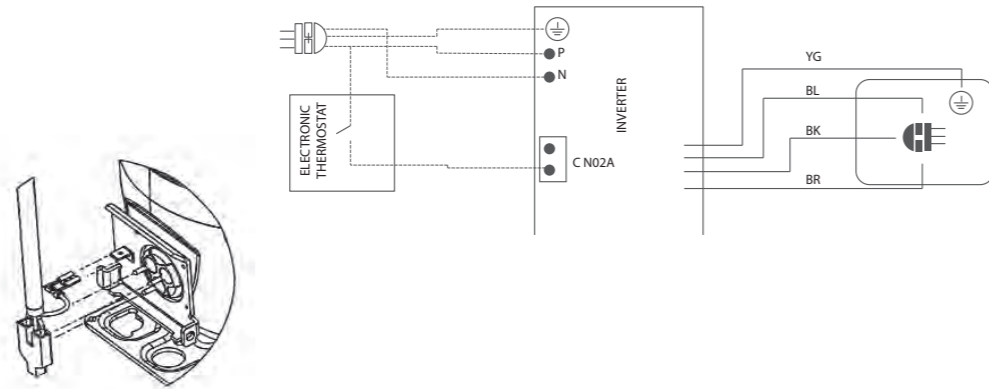 P
N
ELECTRONIC
THERMOSTAT
INVERTER
C N02A
YG
BL
BK
BR